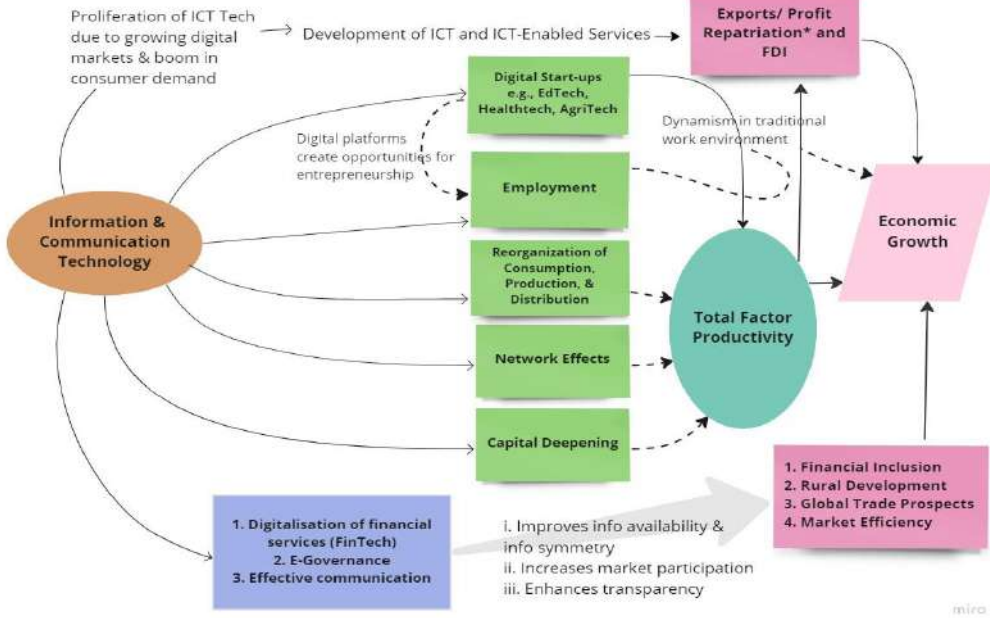 Proliferation of ICT Tech
due to growing digital
markets & boom in
consumer demand
Development of ICT and ICT-Enabled Services
Exports/ Profit
Repatriation* and
FDI
Digital Start-ups
e.g., EdTech,
Healthtech, AgriTech
Digital platforms
create opportunities for
entrepreneurship
Dynamism in traditional
work environment
Employment
Information &
Communication
Technology
Economic
Growth
Reorganization of
Consumption,
Production, &
Distribution
Total Factor
Productivity
Network Effects
Capital Deepening
1. Financial Inclusion
2. Rural Development
3. Global Trade Prospects
4. Market Efficiency
1. Digitalisation of financial
services (FinTech)
2. E-Governance
3. Effective communication
i. Improves info availability &
info symmetry
ii. Increases market participation
iii. Enhances transparency
miro